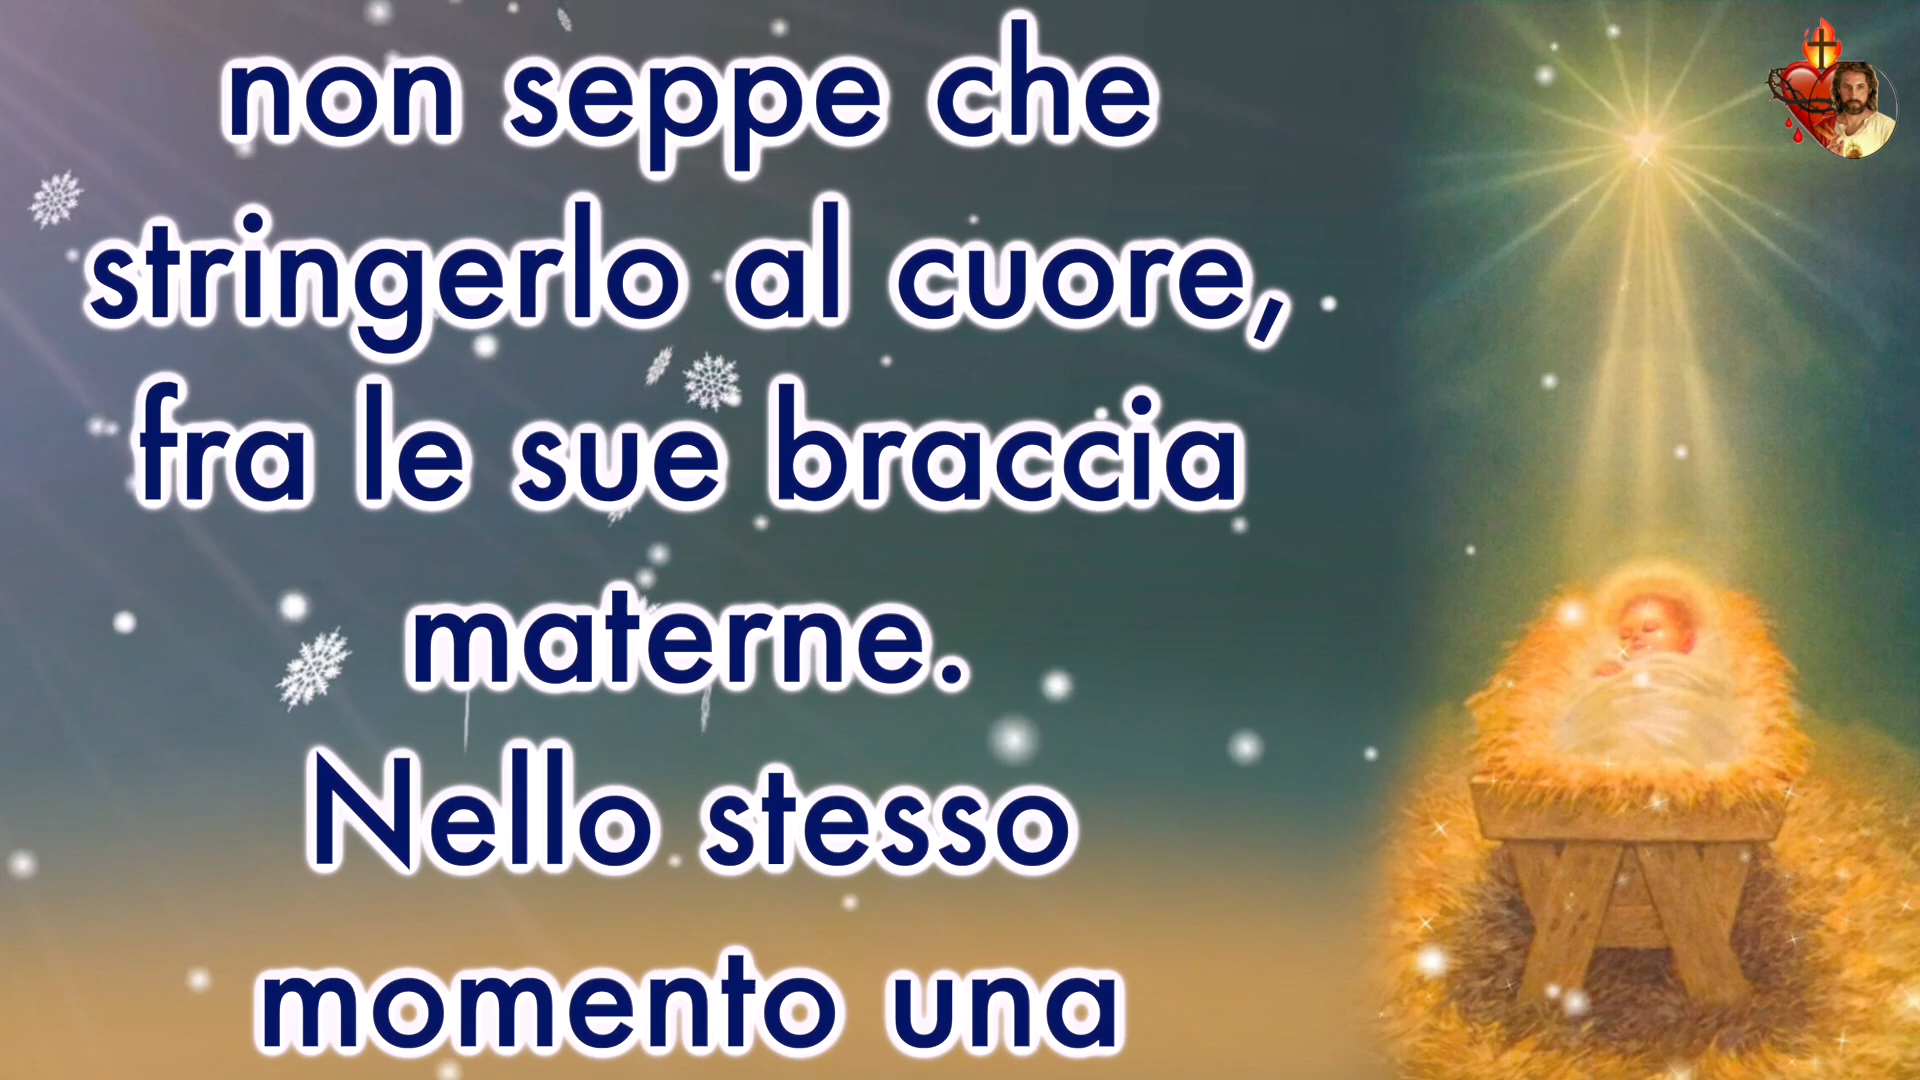 non seppe che
stringerlo al cuore,
fra le sue braccia
materne.
Nello stesso
momento una